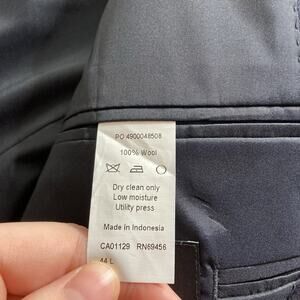 PO 4900048508
100% Wool
Dry clean only
Low moisture
Utility press
Made in Indonesia
CA01129 RN69456
44 L